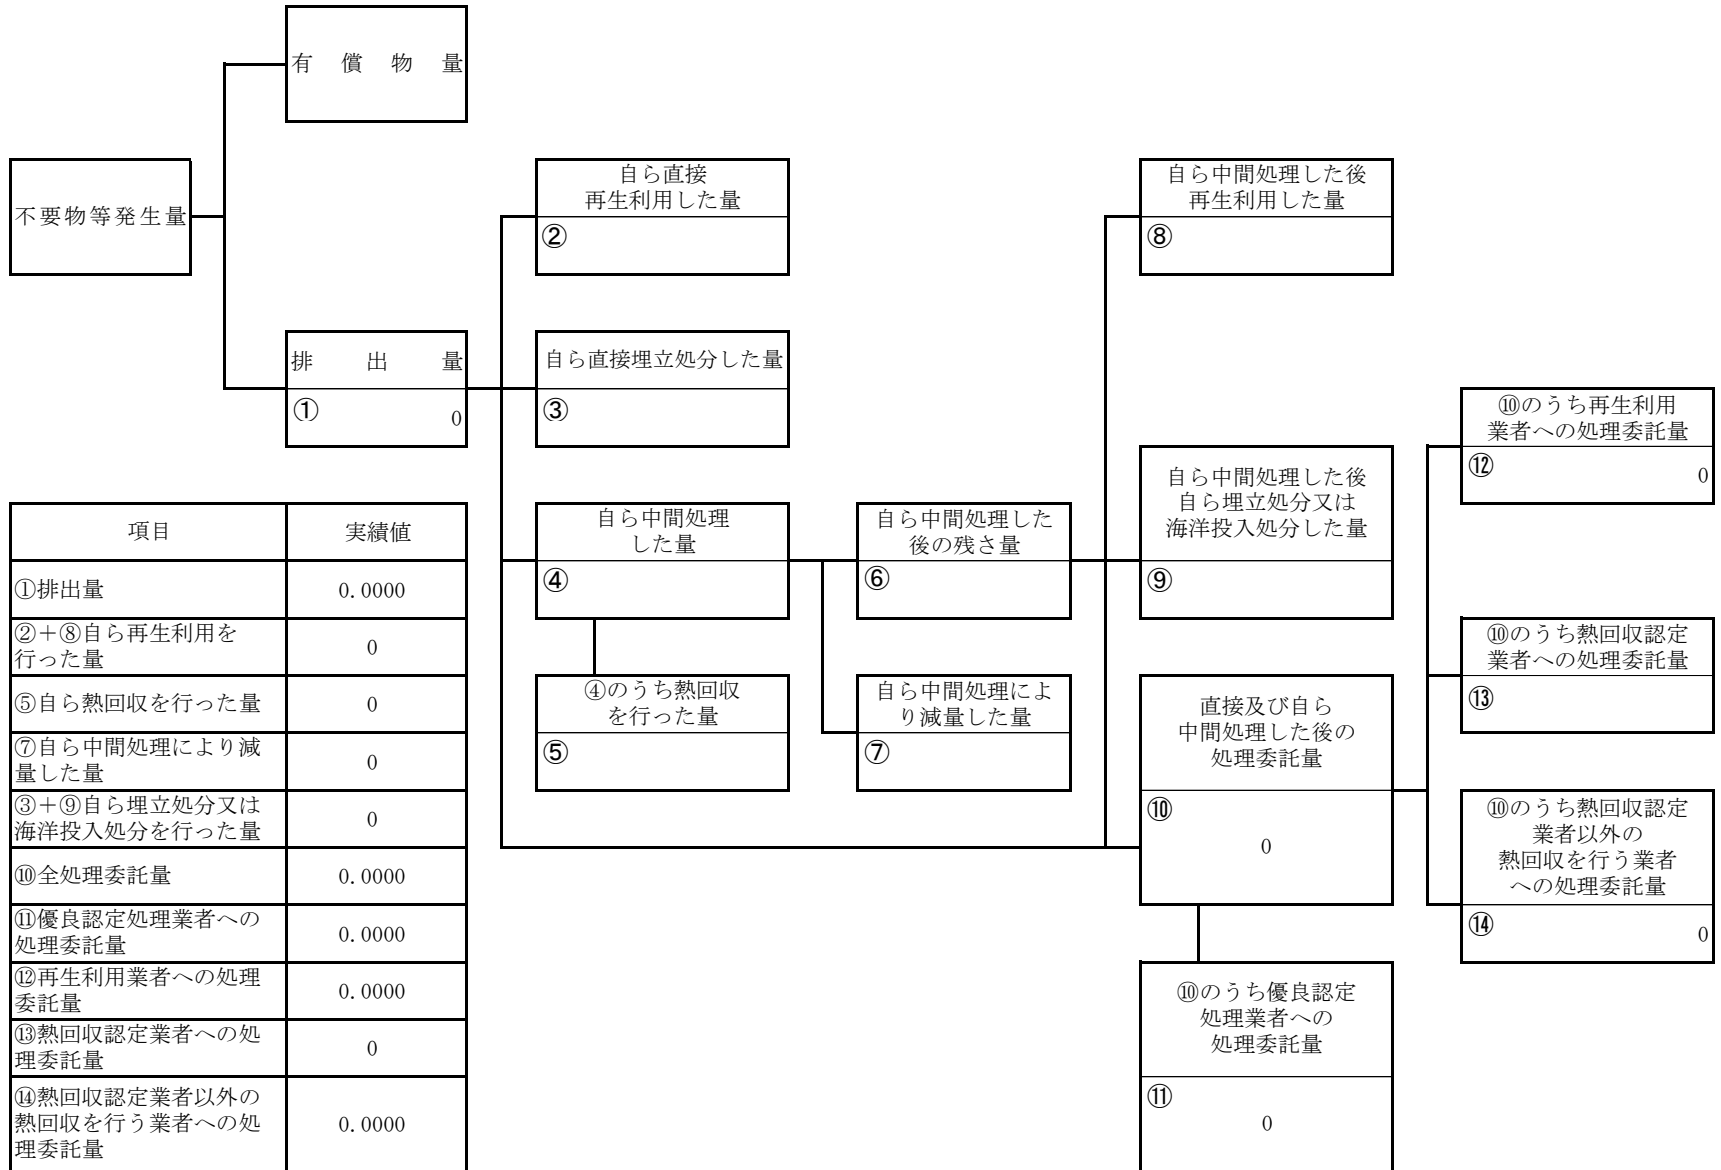 有償物量
不要物等発生量
自ら直接
再生利用した量
②
自ら中間処理した後
再生利用した量
⑧
排出量
①
0
自ら直接埋立処分した量
③
⑩のうち再生利用
業者への処理委託量
⑫
0
自ら中間処理
した量
④
自ら中間処理した
後の残さ量
⑥
自ら中間処理した後
自ら埋立処分又は
海洋投入処分した量
⑨
⑩のうち熱回収認定
業者への処理委託量
⑬
④のうち熱回収
を行った量
⑤
自ら中間処理によ
り減量した量
⑦
直接及び自ら
中間処理した後の
処理委託量
⑩
0
⑩のうち熱回収認定
業者以外の
熱回収を行う業者
への処理委託量
⑭
0
⑩のうち優良認定
処理業者への
処理委託量
⑪
0
項目 実績値
①排出量 0.0000
②＋⑧自ら再生利用を
行った量 0
⑤自ら熱回収を行った量 0
⑦自ら中間処理により減
量した量 0
③＋⑨自ら埋立処分又は
海洋投入処分を行った量 0
⑩全処理委託量 0.0000
⑪優良認定処理業者への
処理委託量 0.0000
⑫再生利用業者への処理
委託量 0.0000
⑬熱回収認定業者への処
理委託量 0
⑭熱回収認定業者以外の
熱回収を行う業者への処
理委託量 0.0000